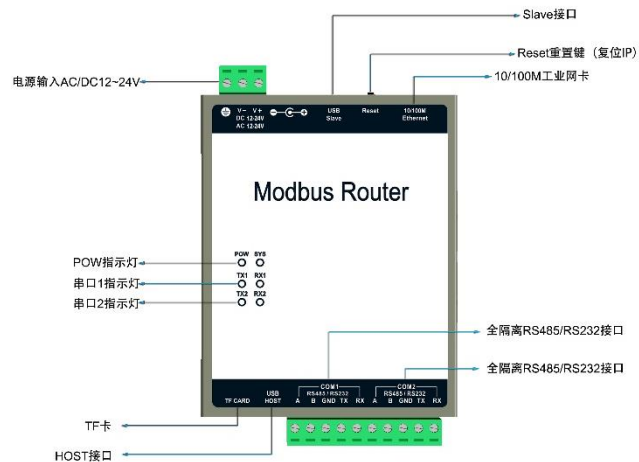 Slave接口
Reset重置键（复位IP）
电源输入AC/DC12~24V
10/100M工业网卡
V- V+
DC 12-24V
AC 12-24V
USB
Slave
Reset
10/100M
Ethernet
Modbus Router
POW SYS
POW指示灯
TX1 RX1
串口1指示灯
TX2 RX2
串口2指示灯
全隔离RS485/RS232接口
全隔离RS485/RS232接口
TF CARD
USB
HOST
COM1
RS485/RS232
A B GND TX RX
COM2
RS485/RS232
A B GND TX RX
TF卡
HOST接口